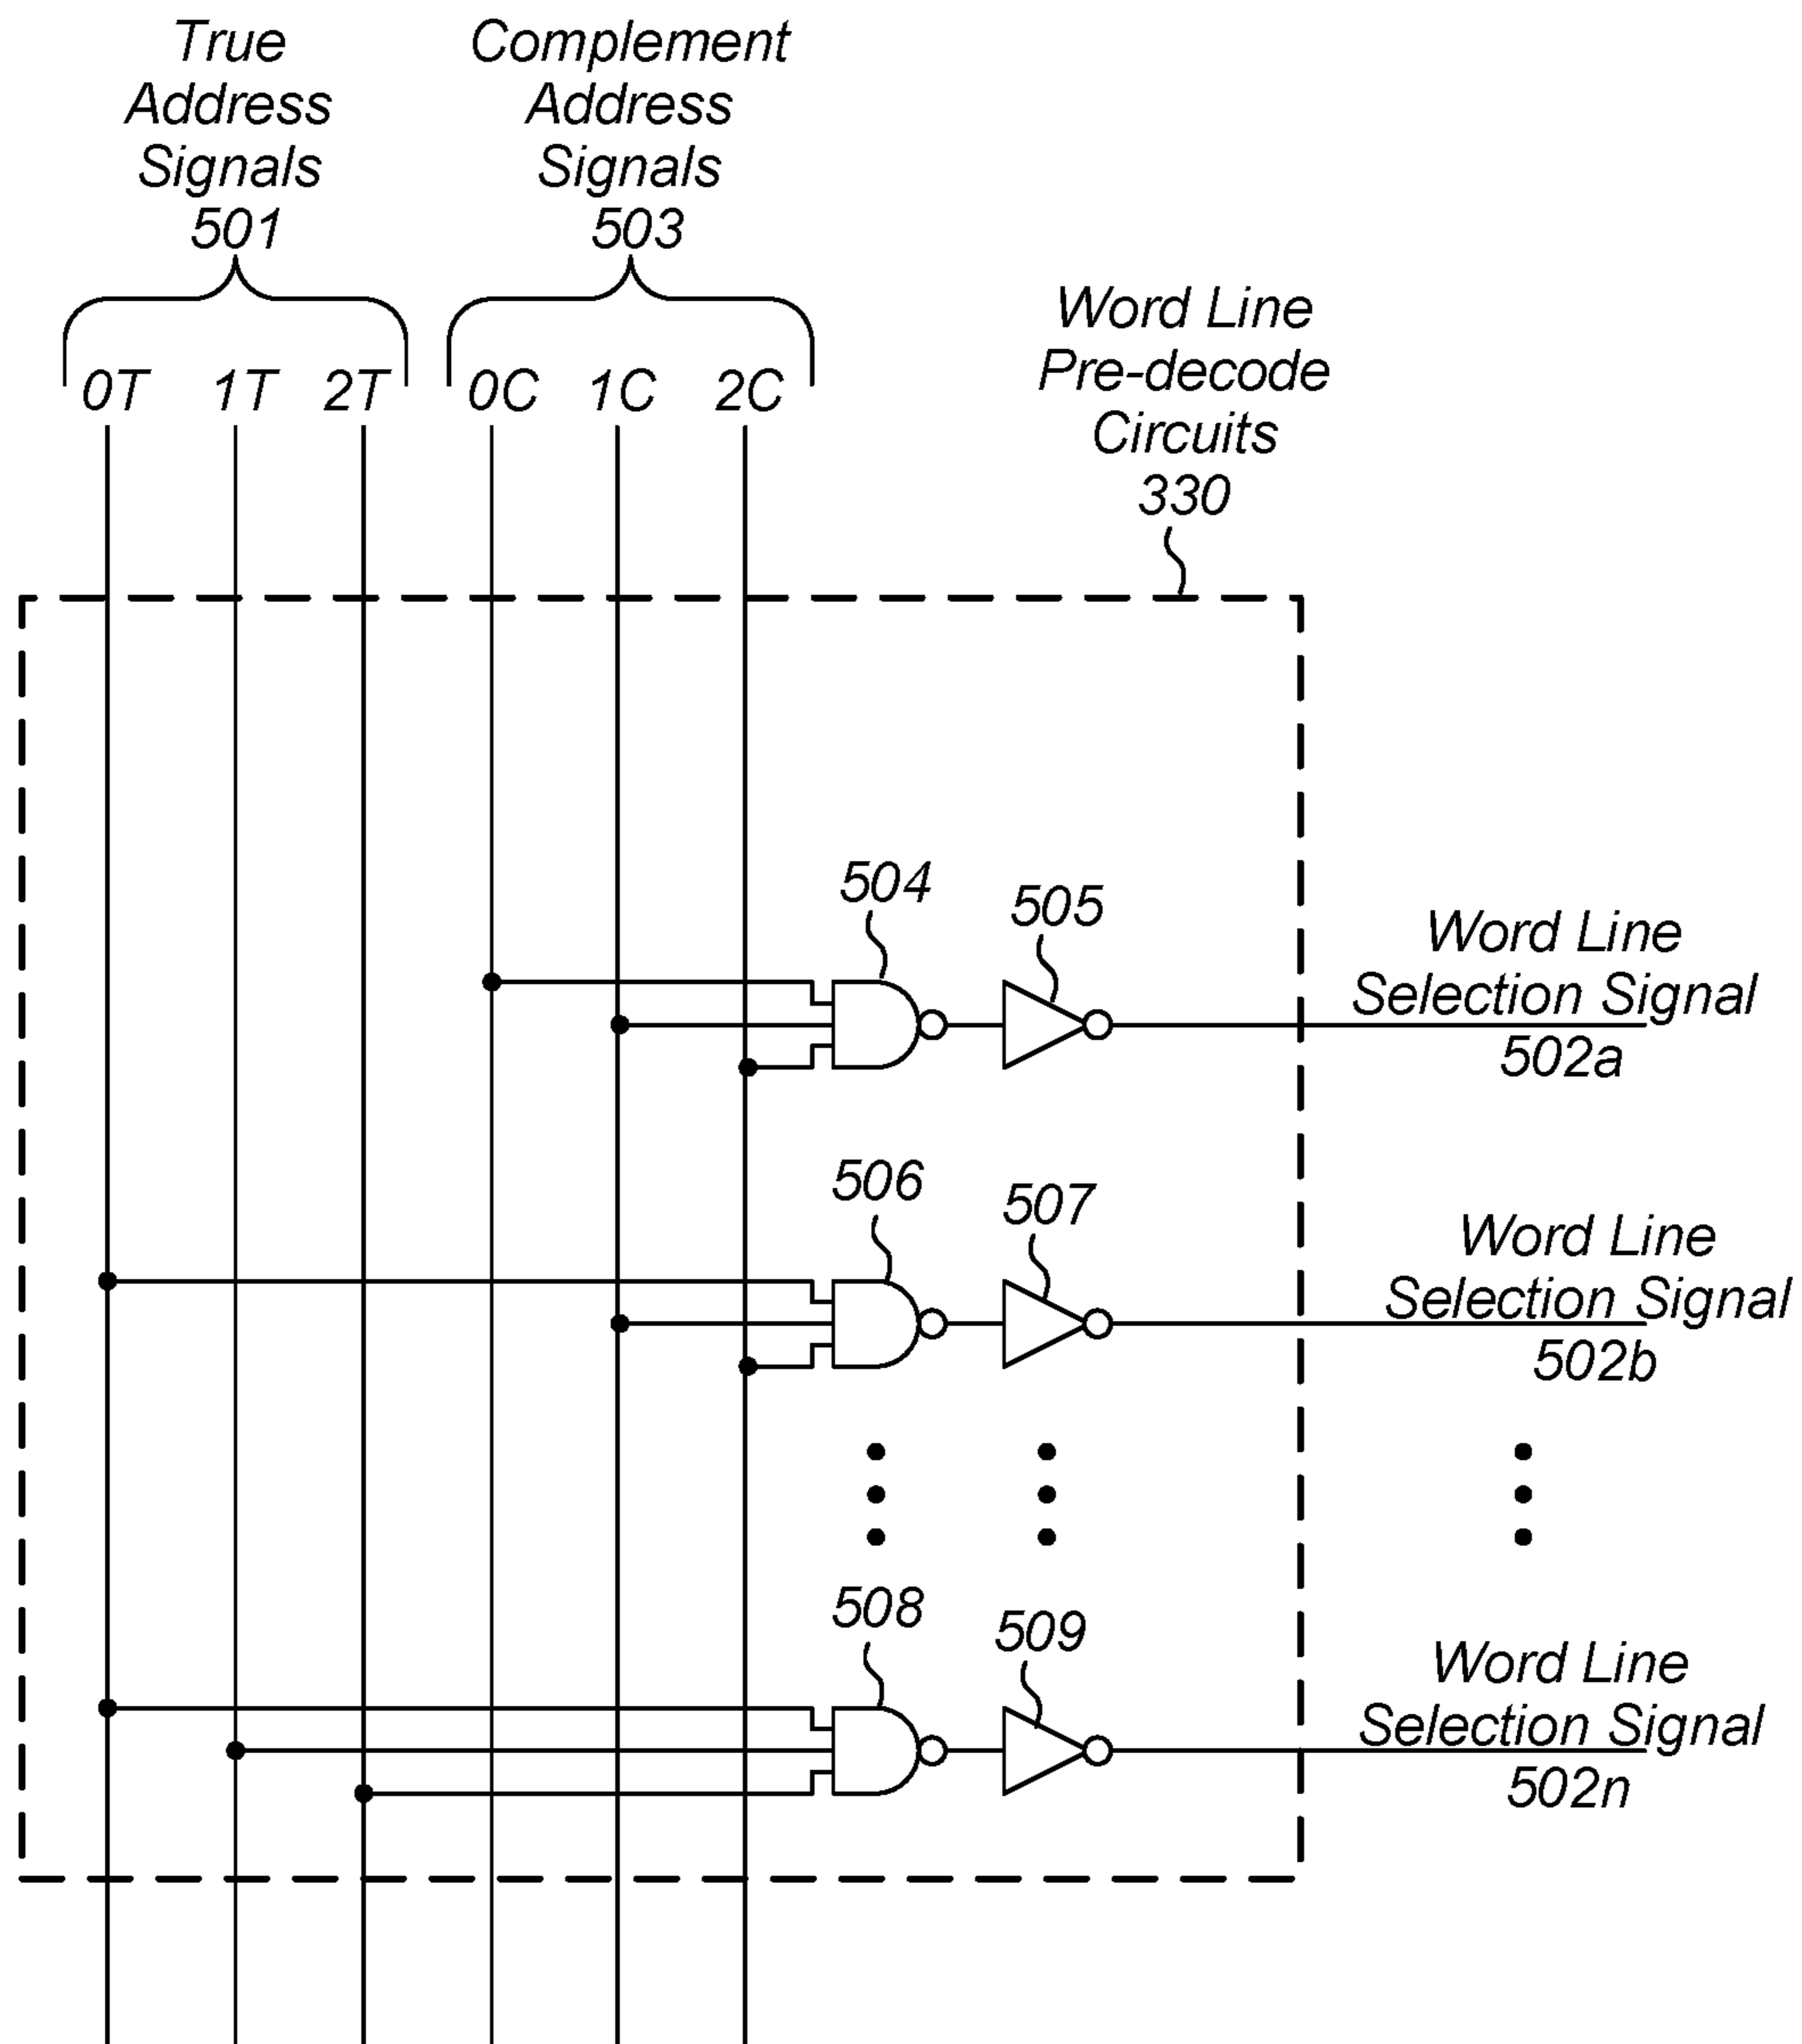 True
Address
Signals
501
Complement
Address
Signals
503
0T 1T 2T 0C 1C 2C
Word Line
Pre-decode
Circuits
330
504
505
Word Line
Selection Signal
502a
506
507
Word Line
Selection Signal
502b
508
509
Word Line
Selection Signal
502n